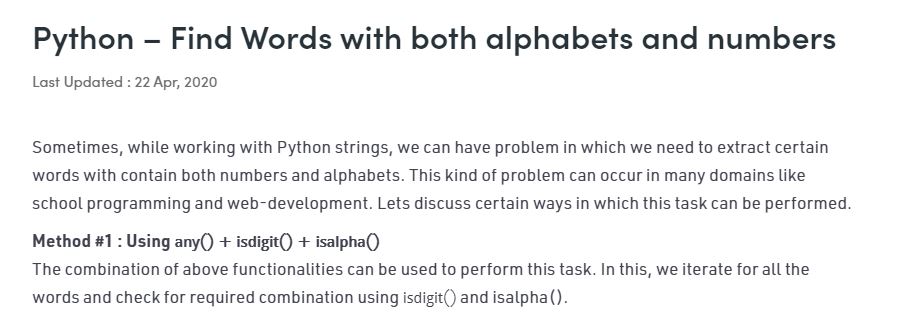 Python – Find Words with both alphabets and numbers
Last Updated : 22 Apr, 2020
Sometimes, while working with Python strings, we can have problem in which we need to extract certain
words with contain both numbers and alphabets. This kind of problem can occur in many domains like
school programming and web-development. Lets discuss certain ways in which this task can be performed.
Method #1 : Using any() + isdigit() + isalpha()
The combination of above functionalities can be used to perform this task. In this, we iterate for all the
words and check for required combination using isdigit() and isalpha().